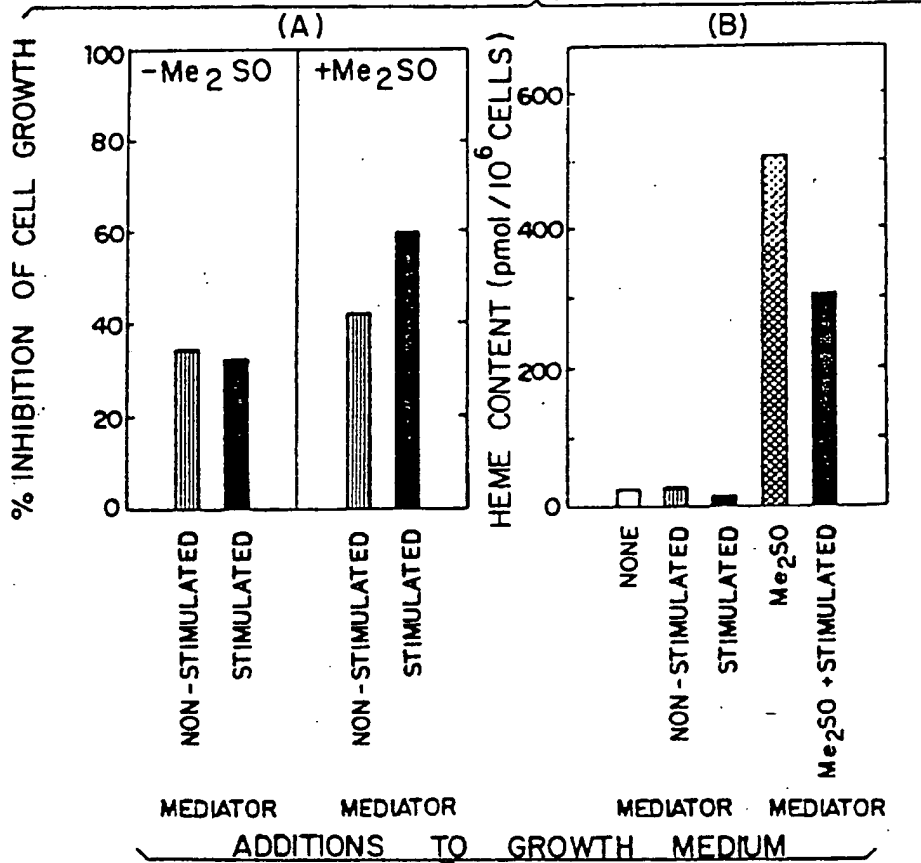 (A)
(B)
% INHIBITION OF CELL GROWTH
100
80
60
40
20
0
-Me₂SO
+Me₂SO
NON-STIMULATED
STIMULATED
NON-STIMULATED
STIMULATED
MEDIATOR
MEDIATOR
HEME CONTENT (pmol/10⁶ CELLS)
600
400
200
0
NONE
NON-STIMULATED
STIMULATED
Me₂SO
Me₂SO +STIMULATED
MEDIATOR
MEDIATOR
ADDITIONS TO GROWTH MEDIUM